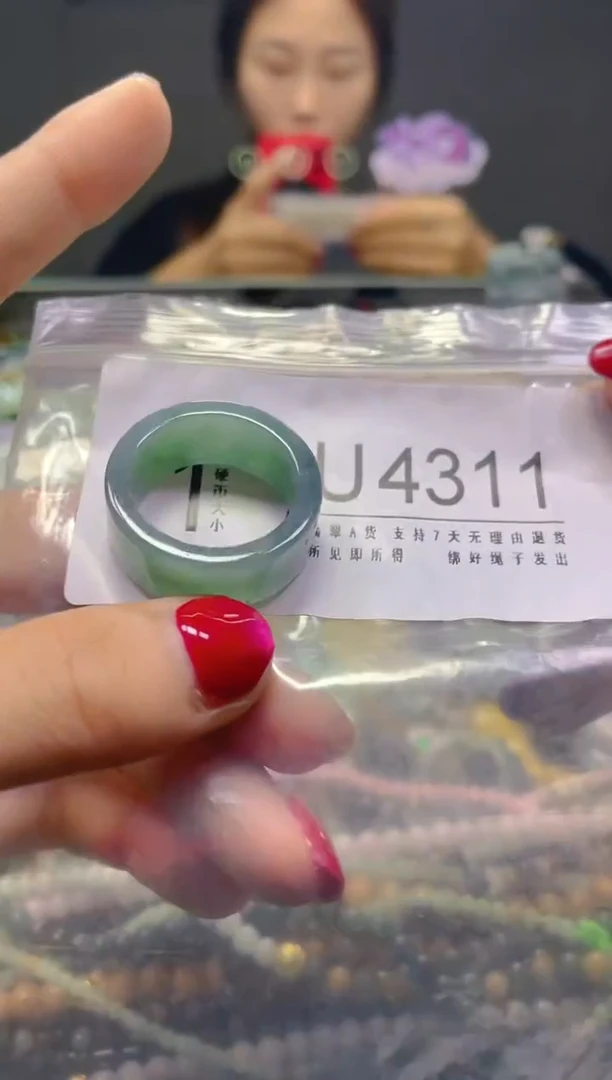 U4311
翠A货 支持7天无理由退货
所见即所得 绑好绳子发出
硬币大小